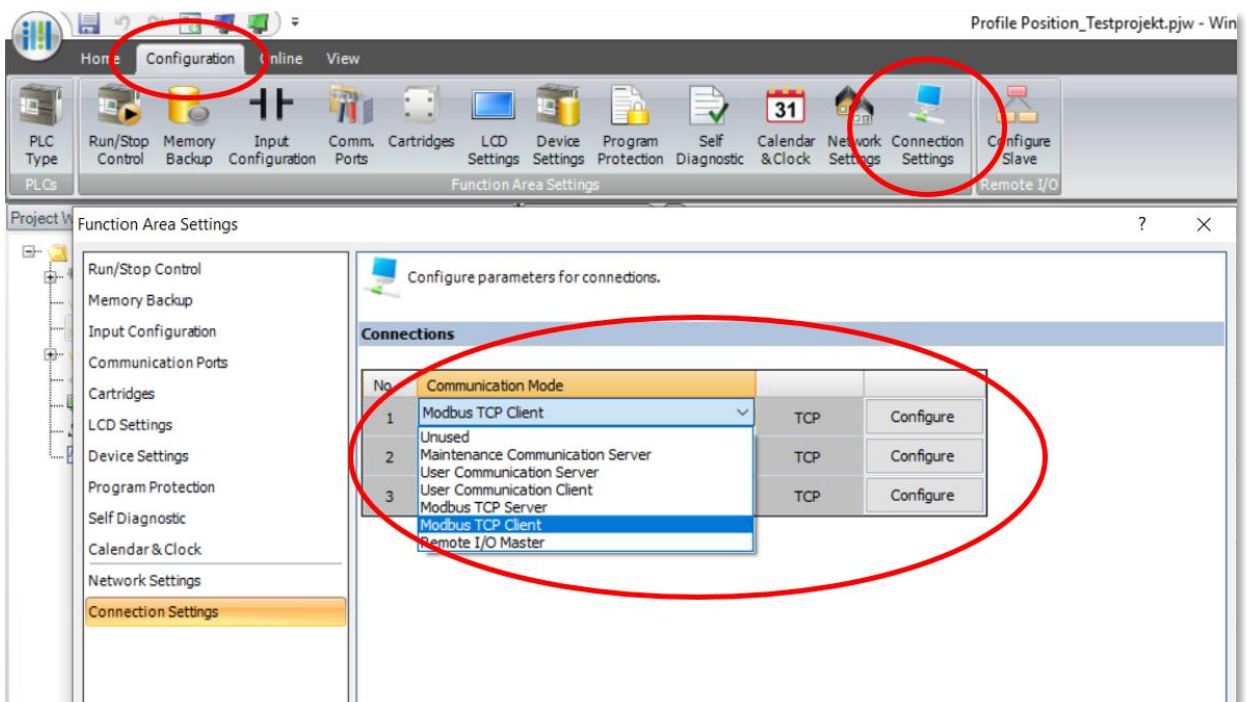 Profile Position_Testprojekt.pjw - Win
Home Configuration Online View
PLC Type
Run/Stop Control
Memory Backup
Input Configuration
Comm. Ports
Cartridges
LCD Settings
Device Settings
Program Protection
Self Diagnostic
31
Calendar & Clock
Network Settings
Connection Settings
Configure Slave
PLCs Function Area Settings Remote I/O
Project W
Function Area Settings ? ×
Run/Stop Control
Memory Backup
Input Configuration
Communication Ports
Cartridges
LCD Settings
Device Settings
Program Protection
Self Diagnostic
Calendar & Clock
Network Settings
Connection Settings
Configure parameters for connections.
Connections
No. Communication Mode
1 Modbus TCP Client TCP Configure
2 TCP Configure
3 TCP Configure
Unused
Maintenance Communication Server
User Communication Server
User Communication Client
Modbus TCP Server
Modbus TCP Client
Remote I/O Master